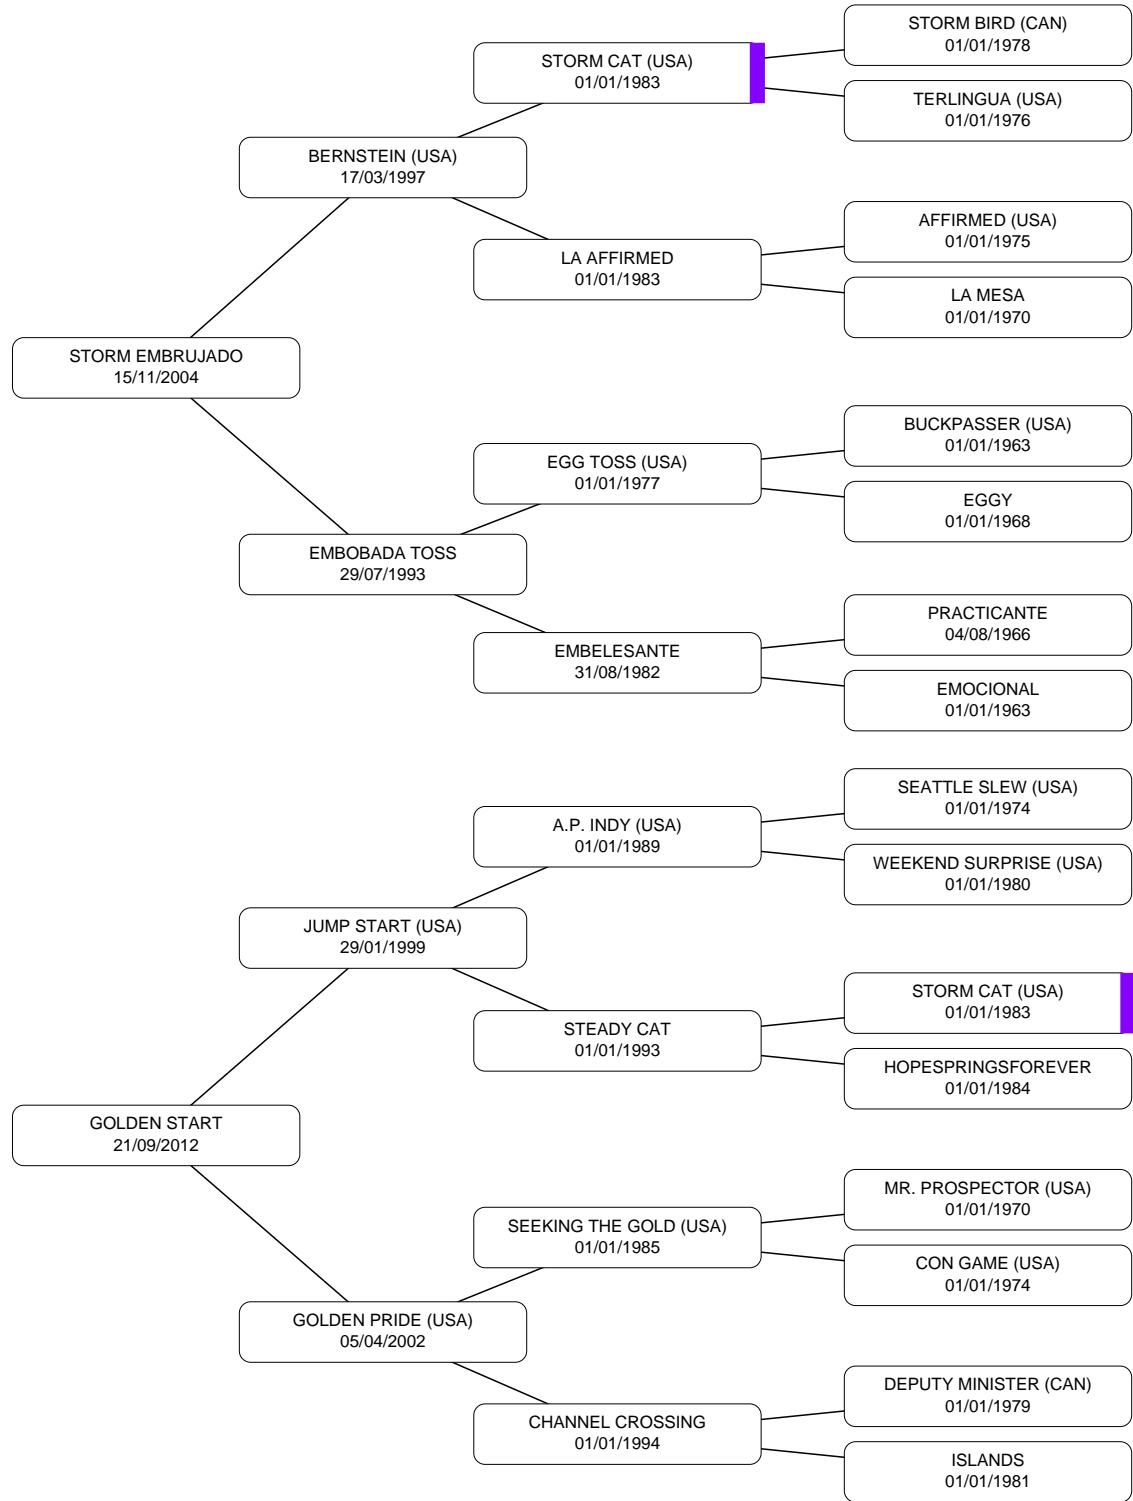 STORM BIRD (CAN)
01/01/1978
STORM CAT (USA)
01/01/1983
TERLINGUA (USA)
01/01/1976
BERNSTEIN (USA)
17/03/1997
AFFIRMED (USA)
01/01/1975
LA AFFIRMED
01/01/1983
LA MESA
01/01/1970
STORM EMBRUJADO
15/11/2004
BUCKPASSER (USA)
01/01/1963
EGG TOSS (USA)
01/01/1977
EGGY
01/01/1968
EMBOBADA TOSS
29/07/1993
PRACTICANTE
04/08/1966
EMBELESANTE
31/08/1982
EMOCIONAL
01/01/1963
SEATTLE SLEW (USA)
01/01/1974
A.P. INDY (USA)
01/01/1989
WEEKEND SURPRISE (USA)
01/01/1980
JUMP START (USA)
29/01/1999
STORM CAT (USA)
01/01/1983
STEADY CAT
01/01/1993
HOPESPRINGSFOREVER
01/01/1984
GOLDEN START
21/09/2012
MR. PROSPECTOR (USA)
01/01/1970
SEEKING THE GOLD (USA)
01/01/1985
CON GAME (USA)
01/01/1974
GOLDEN PRIDE (USA)
05/04/2002
DEPUTY MINISTER (CAN)
01/01/1979
CHANNEL CROSSING
01/01/1994
ISLANDS
01/01/1981